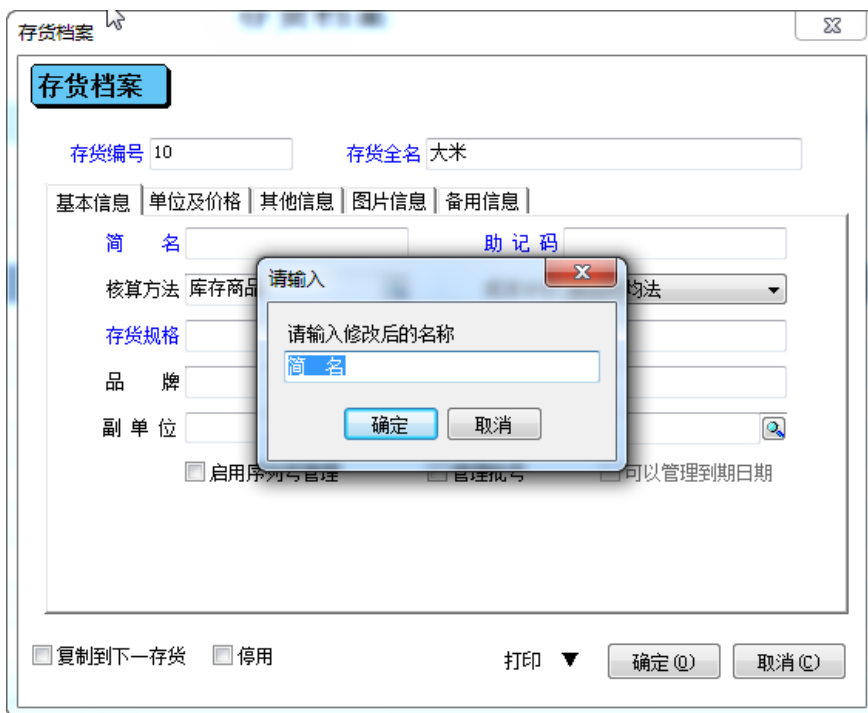 存货档案
存货档案
存货档案
存货编号 10 存货全名 大米
基本信息 单位及价格 其他信息 图片信息 备用信息
简 名 助 记 码
核算方法 库存商品 均法
请输入
请输入修改后的名称
简 名
确定 取消
存货规格
品 牌
副 单 位
启用序列号管理 管理批号 可以管理到期日期
复制到下一存货 停用 打印 ▼ 确定(O) 取消(C)